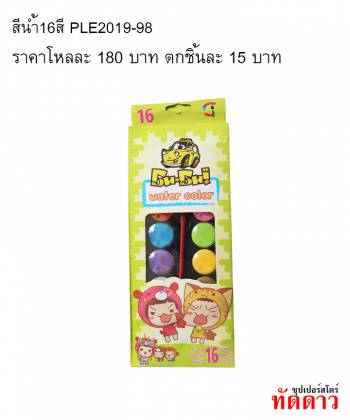 สีน้ำ16สี PLE2019-98
ราคาโหลละ 180 บาท ตกชิ้นละ 15 บาท
16
water color
16
ซุปเปอร์สโตร์
ทัดดาว